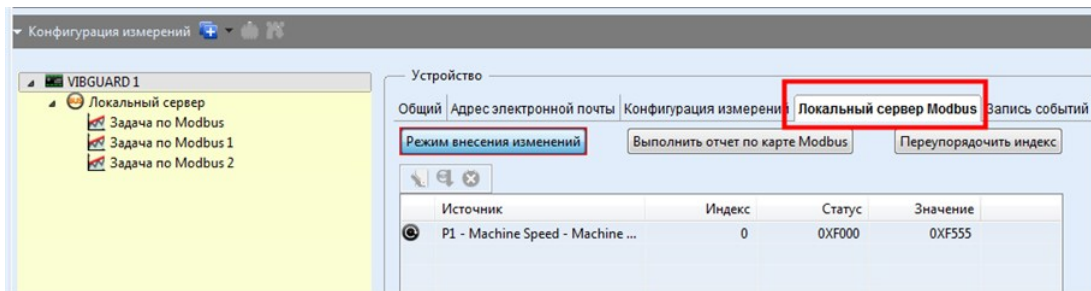 Конфигурация измерений
VIBGUARD 1
Локальный сервер
Задача по Modbus
Задача по Modbus 1
Задача по Modbus 2
Устройство
Общий Адрес электронной почты Конфигурация измерений Локальный сервер Modbus Запись событий
Режим внесения изменений Выполнить отчет по карте Modbus Переупорядочить индекс
Источник Индекс Статус Значение
P1 - Machine Speed - Machine ... 0 0XF000 0XF555